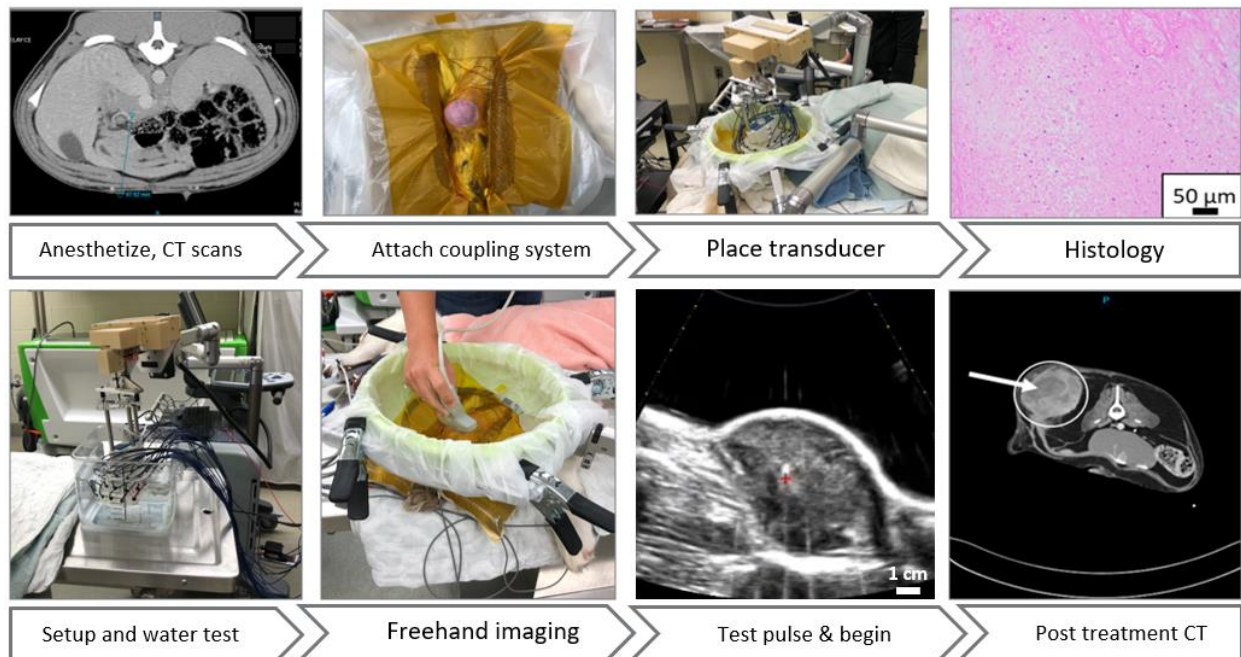 50 µm
Anesthetize, CT scans
Attach coupling system
Place transducer
Histology
P
1 cm
Setup and water test
Freehand imaging
Test pulse & begin
Post treatment CT